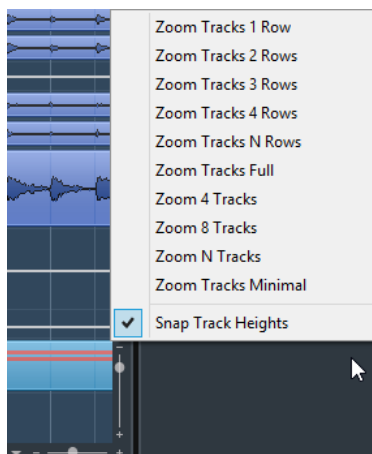 Zoom Tracks 1 Row
Zoom Tracks 2 Rows
Zoom Tracks 3 Rows
Zoom Tracks 4 Rows
Zoom Tracks N Rows
Zoom Tracks Full
Zoom 4 Tracks
Zoom 8 Tracks
Zoom N Tracks
Zoom Tracks Minimal
Snap Track Heights